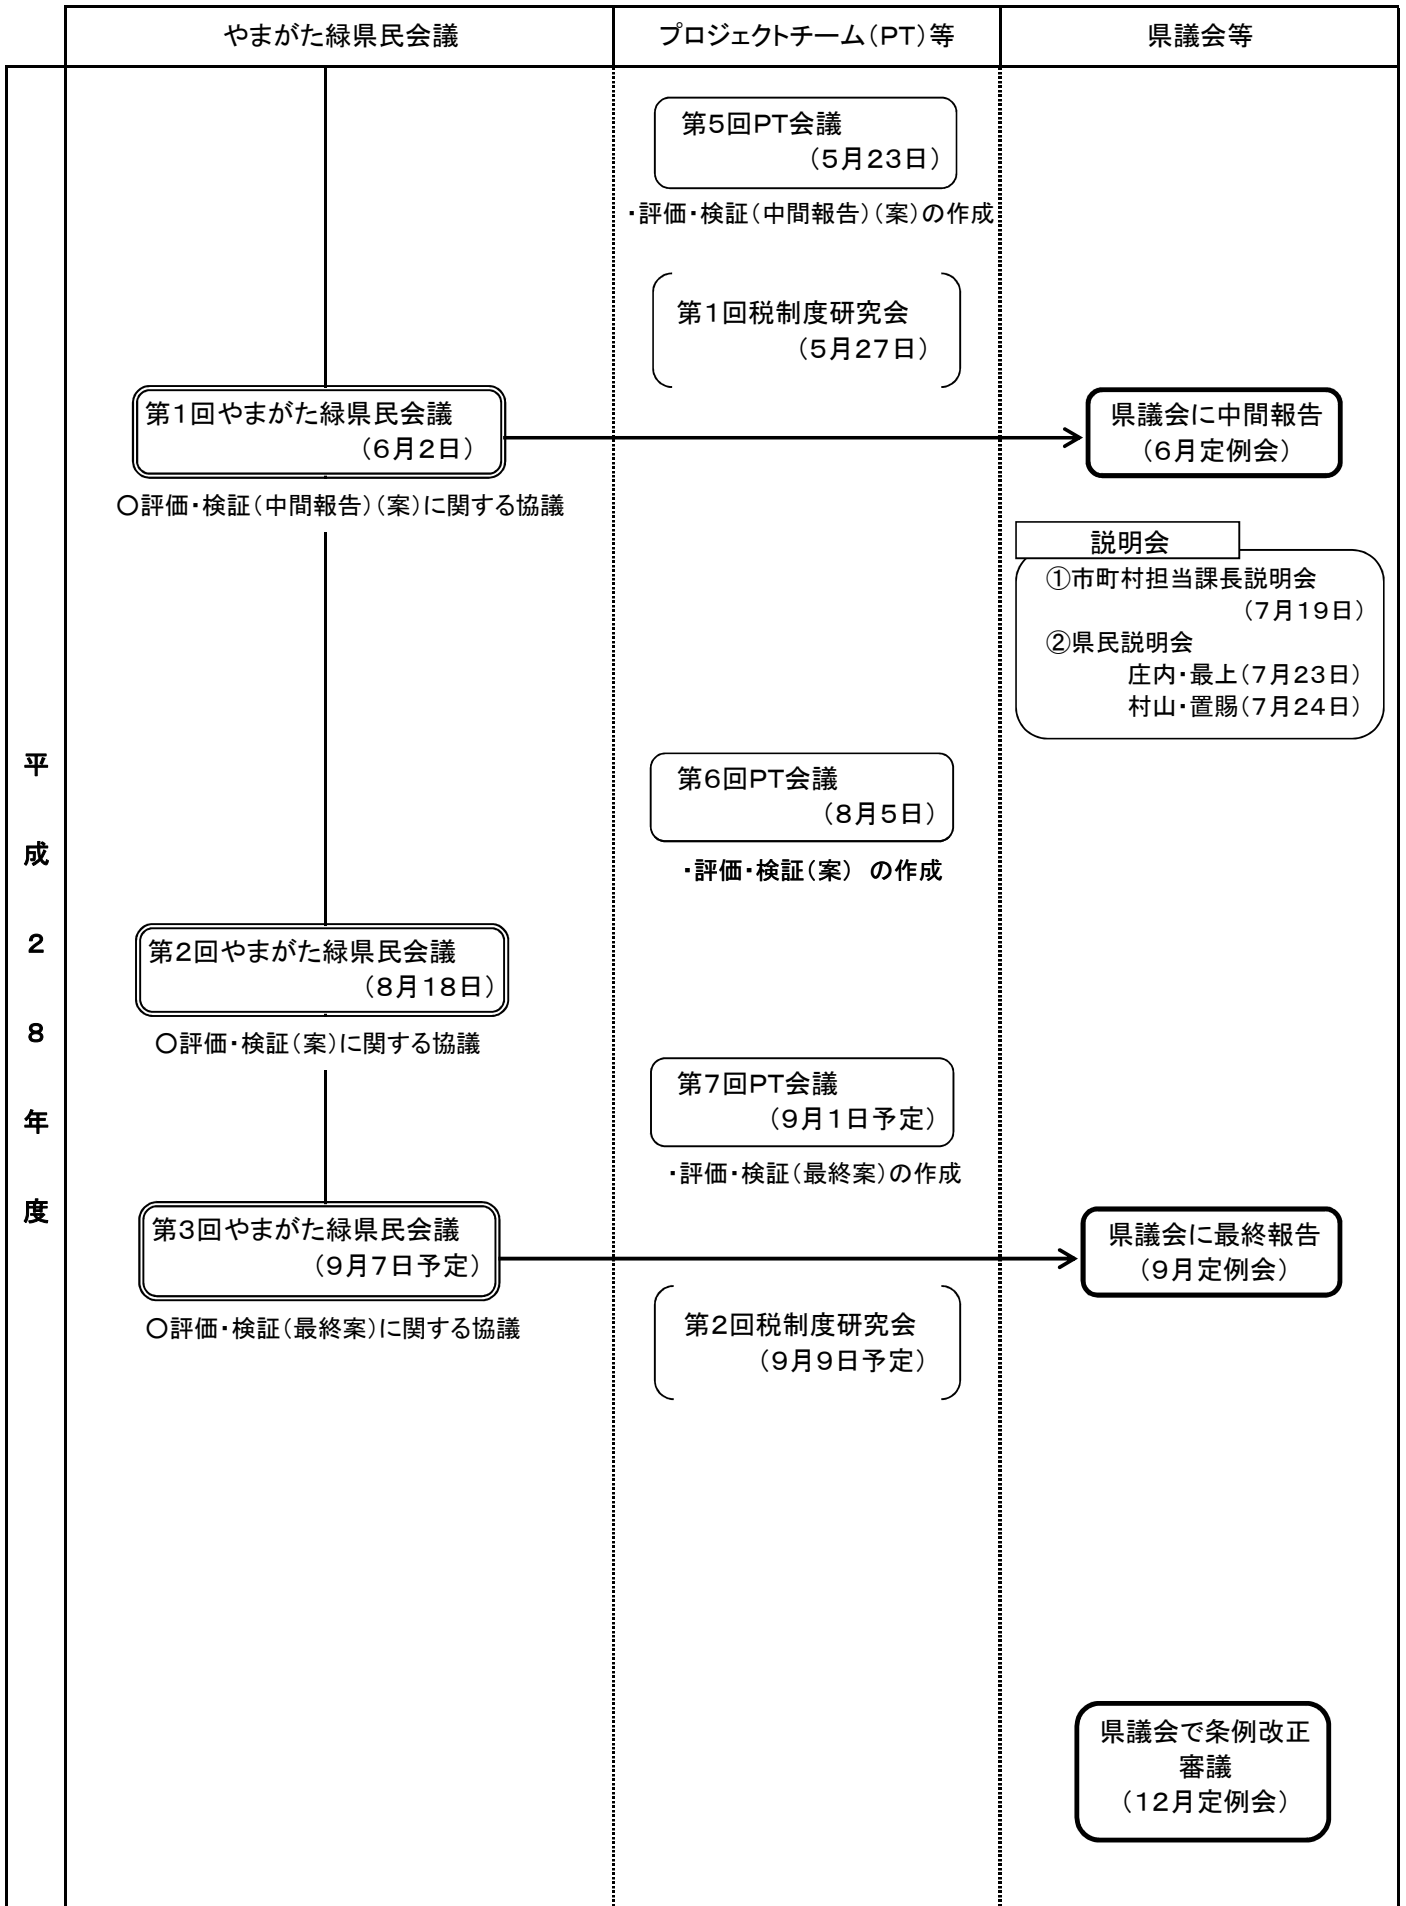 やまがた緑県民会議
プロジェクトチーム（PT）等
県議会等
平成28年度
第5回PT会議
（5月23日）
・評価・検証（中間報告）（案）の作成
第1回税制度研究会
（5月27日）
第1回やまがた緑県民会議
（6月2日）
○評価・検証（中間報告）（案）に関する協議
県議会に中間報告
（6月定例会）
説明会
①市町村担当課長説明会
（7月19日）
②県民説明会
庄内・最上（7月23日）
村山・置賜（7月24日）
第6回PT会議
（8月5日）
・評価・検証（案） の作成
第2回やまがた緑県民会議
（8月18日）
○評価・検証（案）に関する協議
第7回PT会議
（9月1日予定）
・評価・検証（最終案）の作成
第3回やまがた緑県民会議
（9月7日予定）
○評価・検証（最終案）に関する協議
県議会に最終報告
（9月定例会）
第2回税制度研究会
（9月9日予定）
県議会で条例改正
審議
（12月定例会）